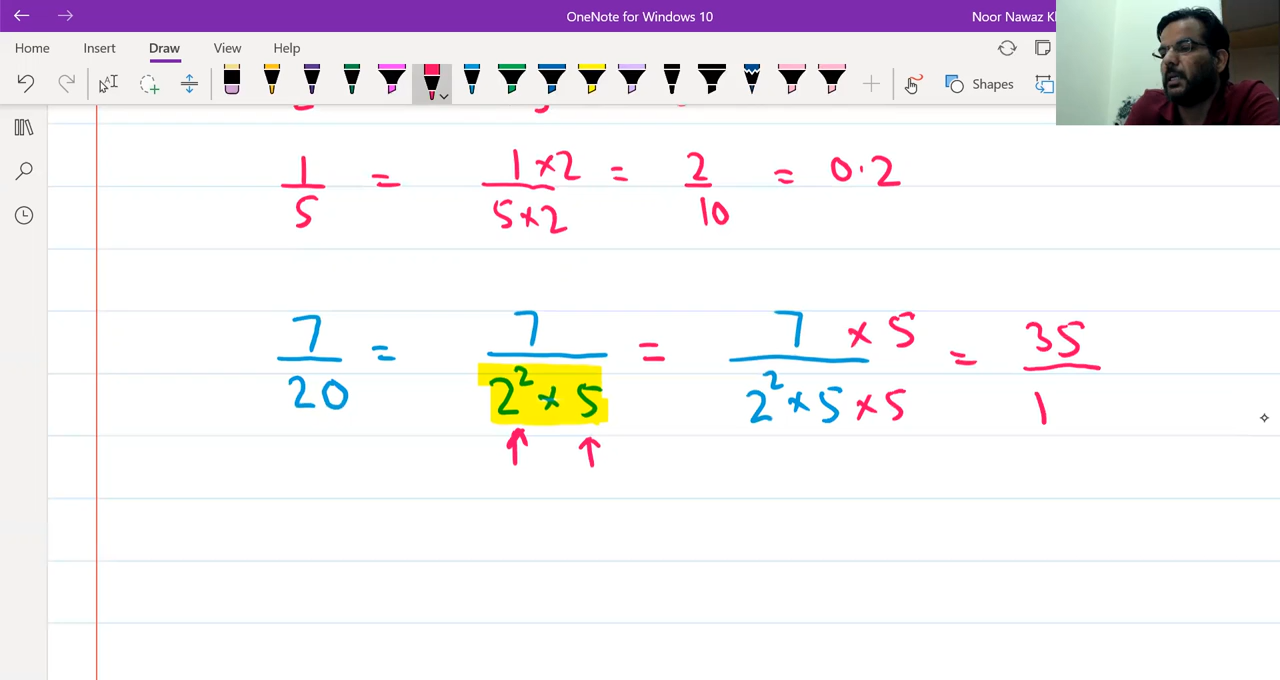 OneNote for Windows 10
Noor Nawaz Kh
Home Insert Draw View Help
Shapes
1/5 = 1×2/5×2 = 2/10 = 0.2
7/20 = 7/2²×5 = 7×5/2²×5×5 = 35/1